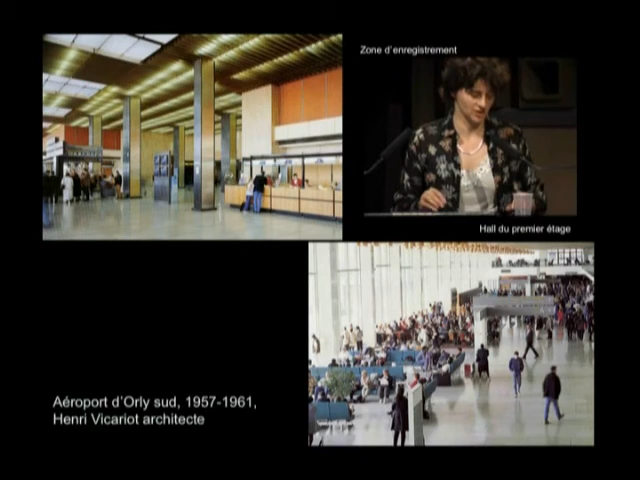 Zone d'enregistrement
Hall du premier étage
Aéroport d'Orly sud, 1957-1961,
Henri Vicariot architecte